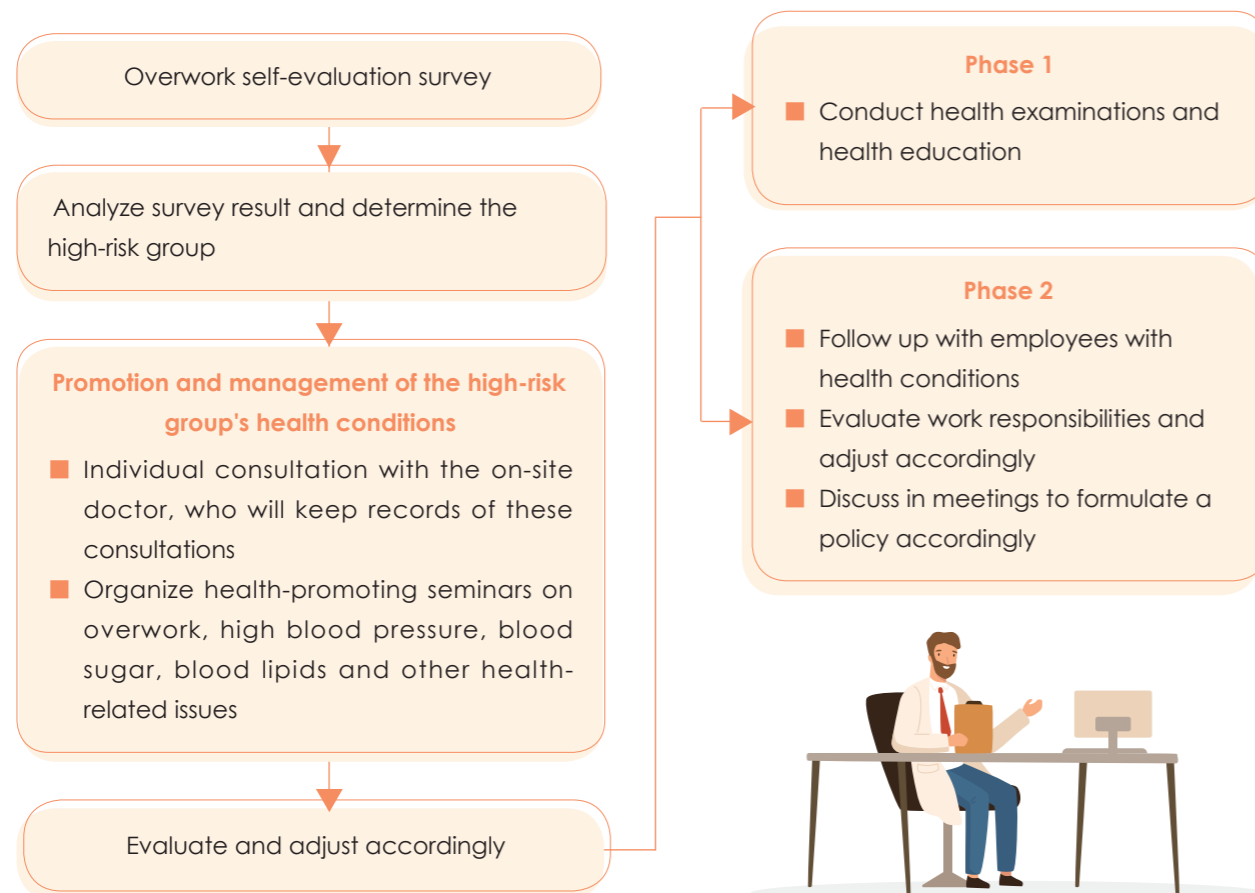 Overwork self-evaluation survey
Analyze survey result and determine the
high-risk group
Promotion and management of the high-risk
group's health conditions
Individual consultation with the on-site
doctor, who will keep records of these
consultations
Organize health-promoting seminars on
overwork, high blood pressure, blood
sugar, blood lipids and other health-
related issues
Evaluate and adjust accordingly
Phase 1
Conduct health examinations and
health education
Phase 2
Follow up with employees with
health conditions
Evaluate work responsibilities and
adjust accordingly
Discuss in meetings to formulate a
policy accordingly